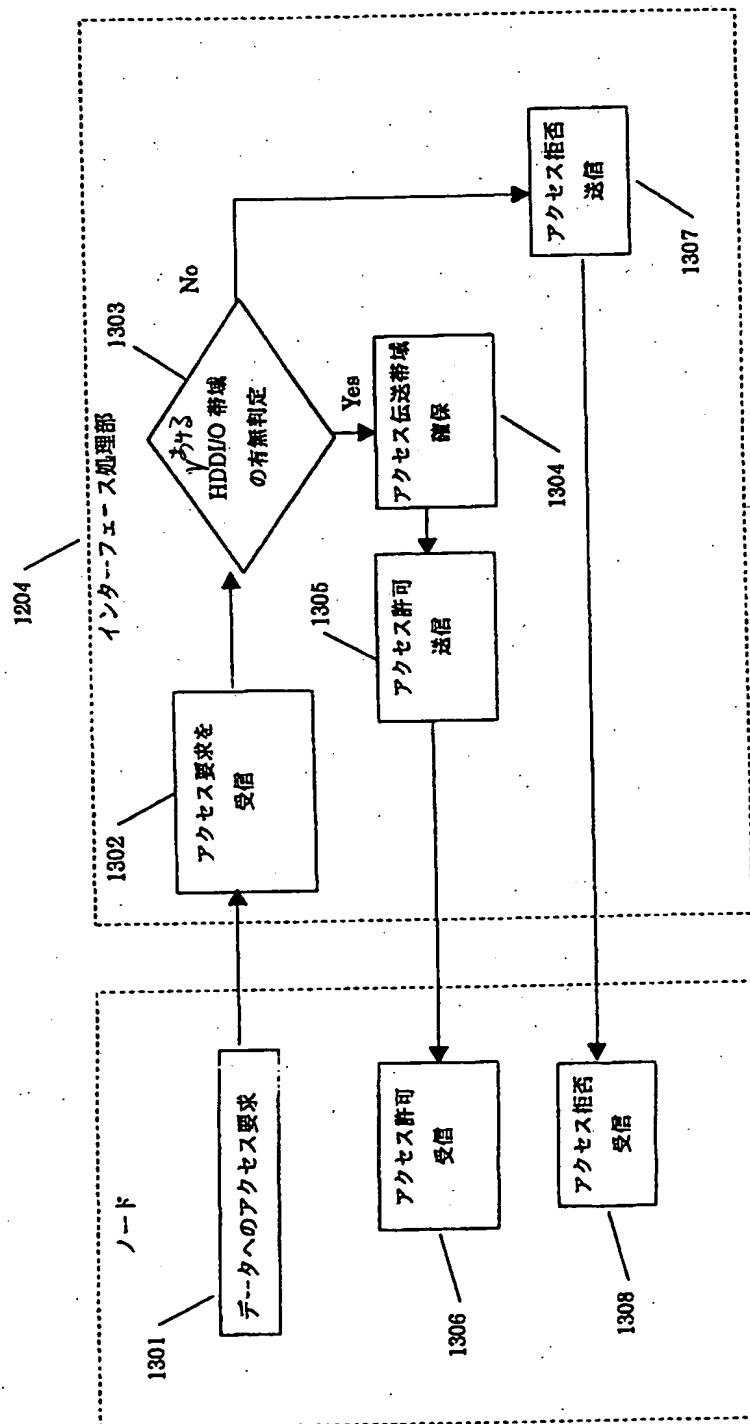 1204
インターフェース処理部
ノード
1301
データへのアクセス要求
1302
アクセス要求を
受信
1303
おける
HDDI/O 帯域
の有無判定
No
Yes
アクセス伝送帯域
確保
1304
1305
アクセス許可
送信
1306
アクセス許可
受信
アクセス拒否
送信
1307
アクセス拒否
受信
1308